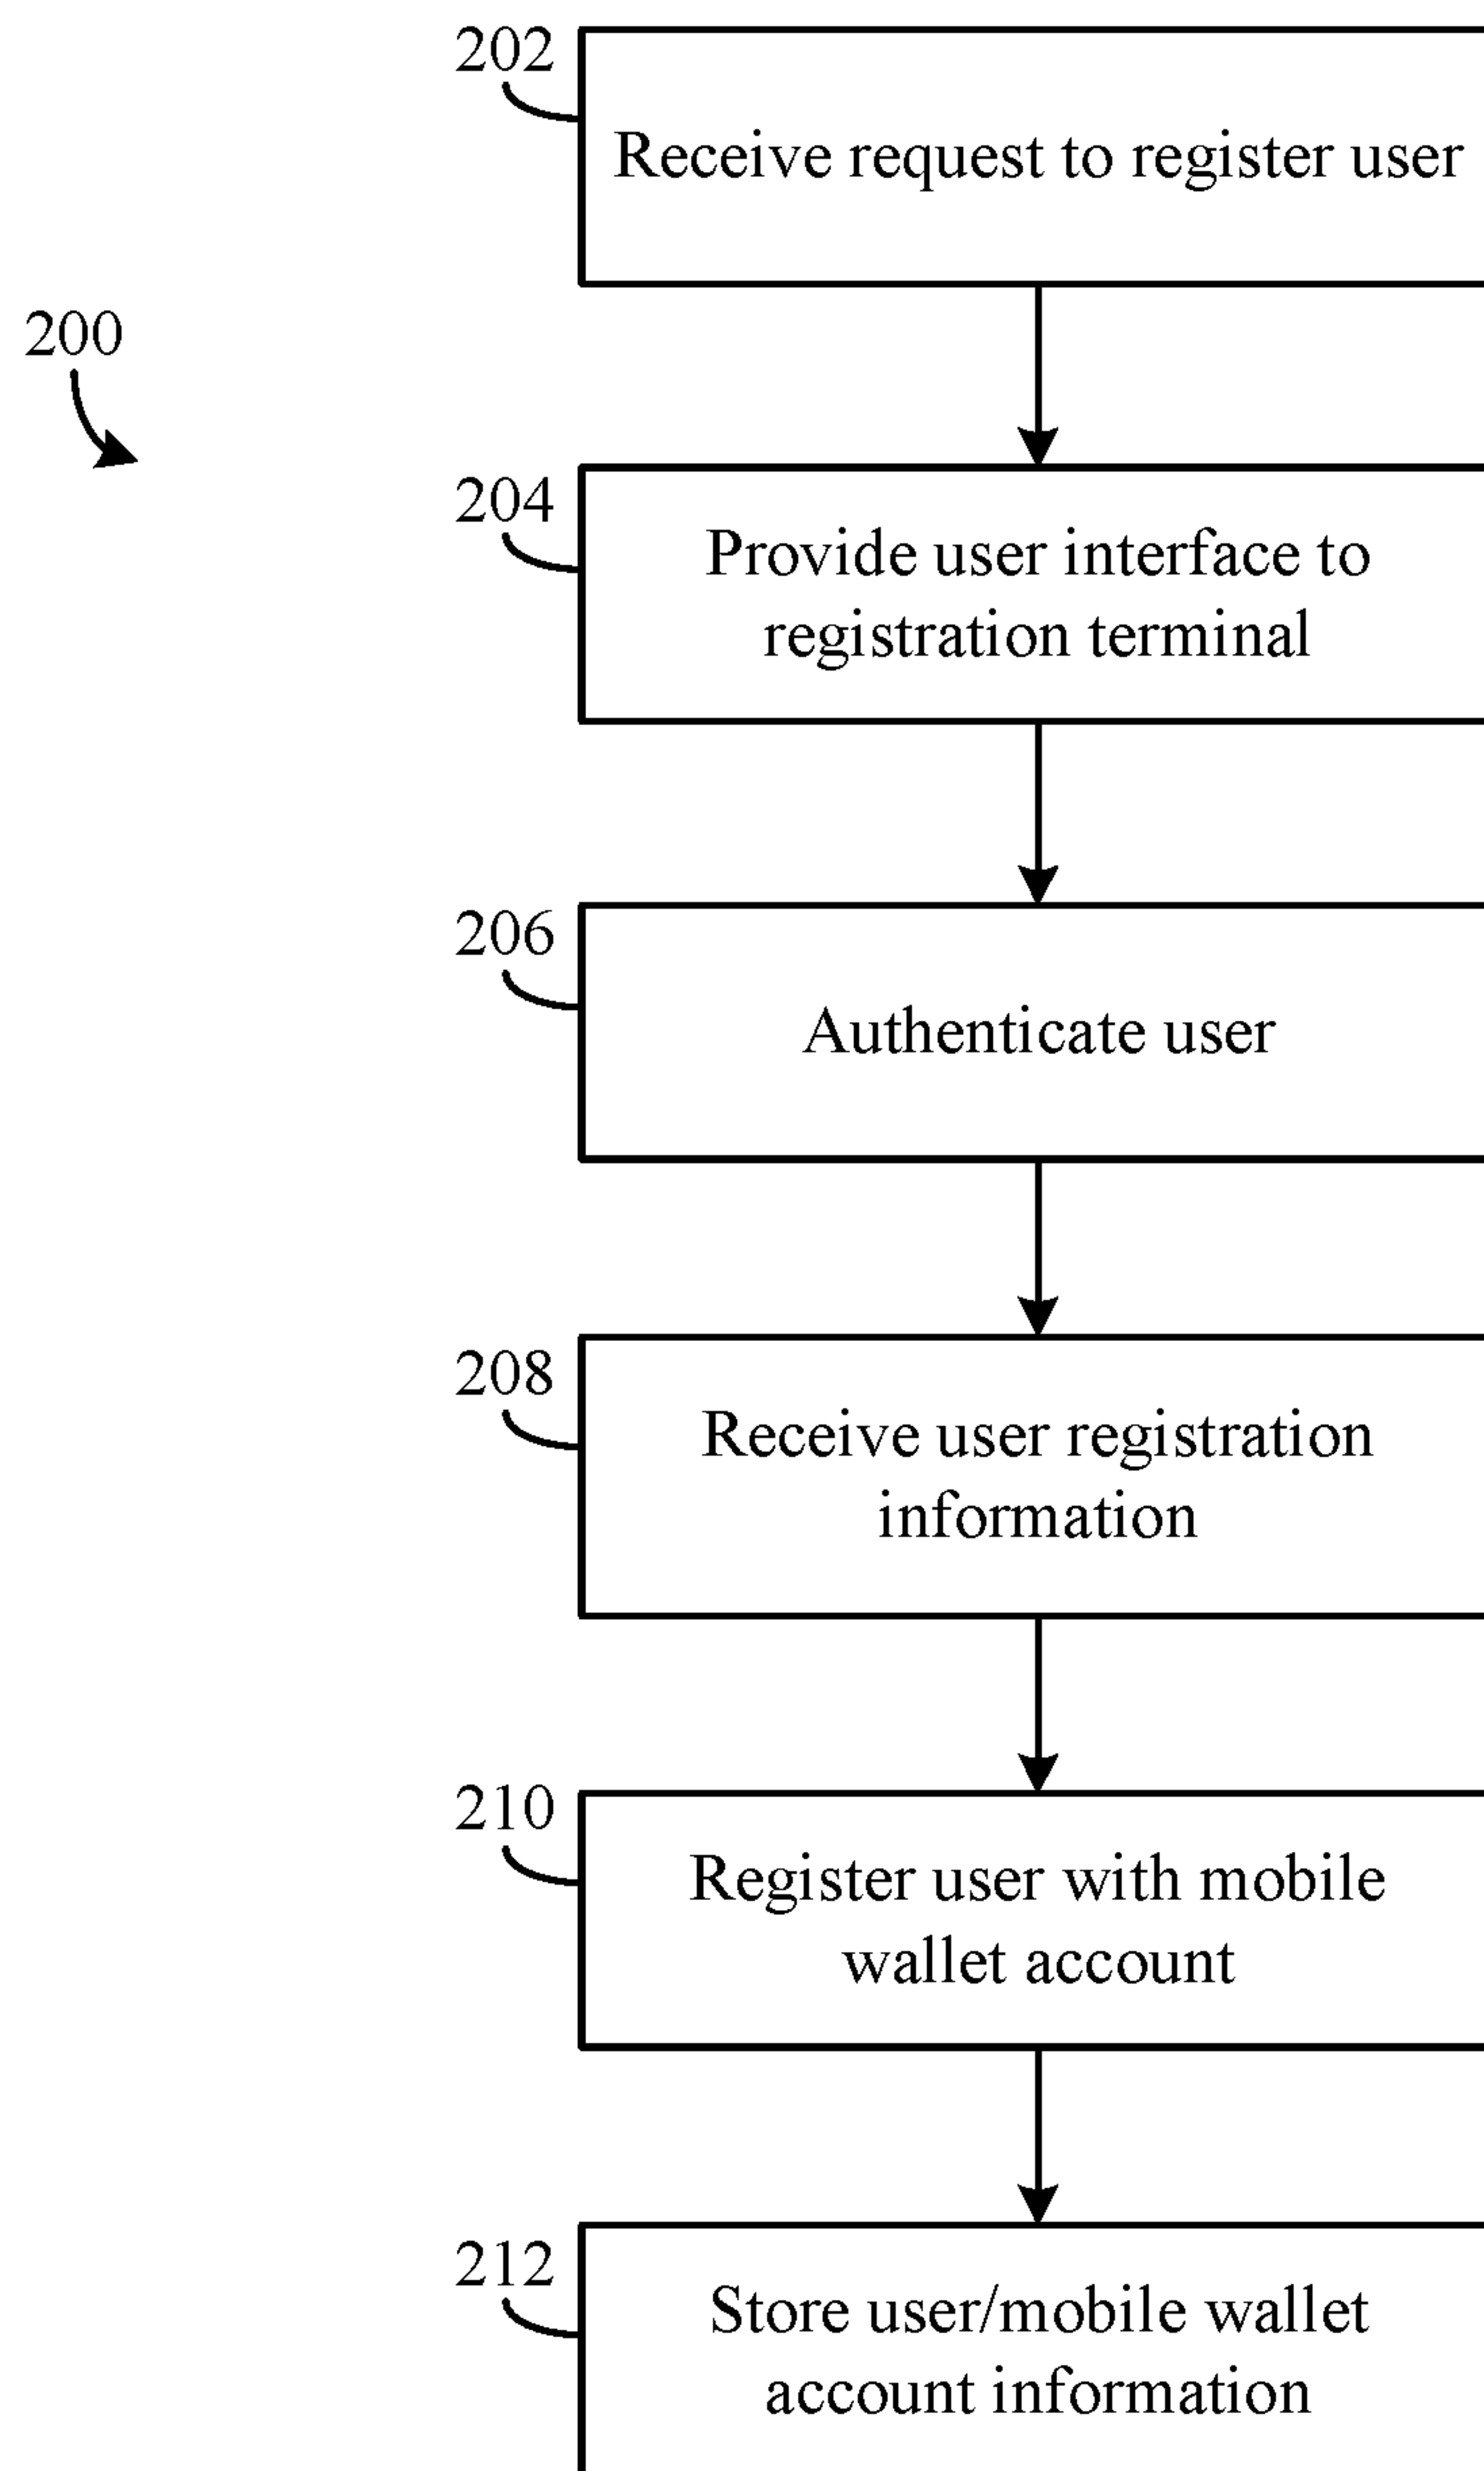 202
Receive request to register user
200
204
Provide user interface to
registration terminal
206
Authenticate user
208
Receive user registration
information
210
Register user with mobile
wallet account
212
Store user/mobile wallet
account information